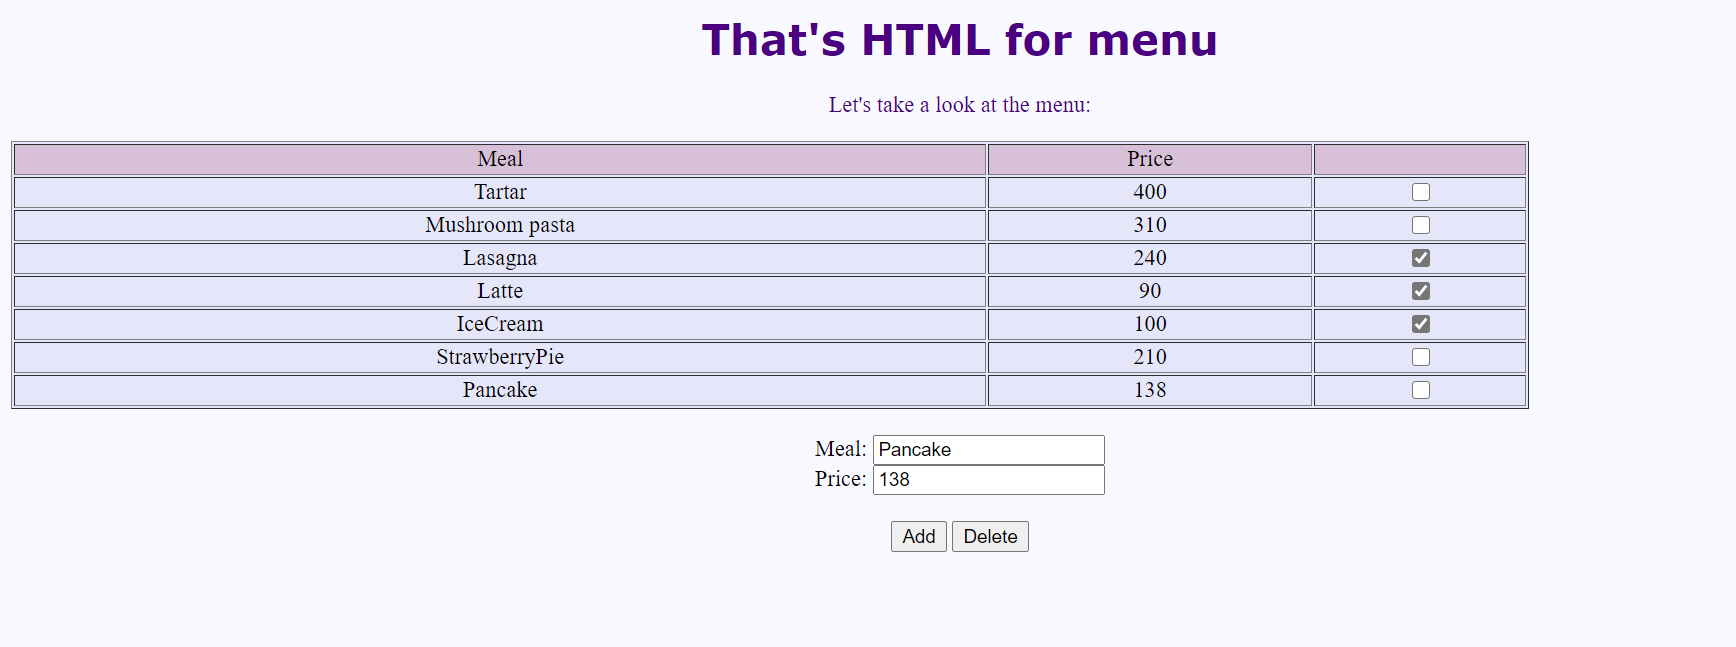 That's HTML for menu
Let's take a look at the menu:
Meal Price
Tartar 400
Mushroom pasta 310
Lasagna 240
Latte 90
IceCream 100
StrawberryPie 210
Pancake 138
Meal: Pancake
Price: 138
Add Delete